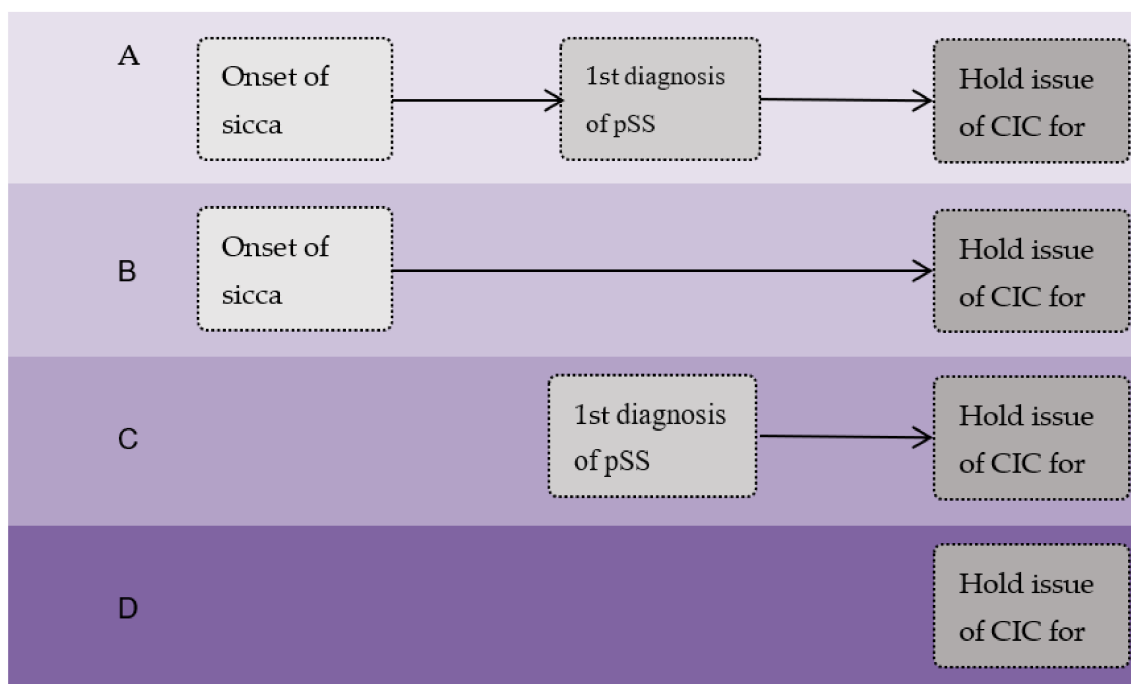 A
Onset of
sicca
1st diagnosis
of pSS
Hold issue
of CIC for
B
Onset of
sicca
Hold issue
of CIC for
C
1st diagnosis
of pSS
Hold issue
of CIC for
D
Hold issue
of CIC for